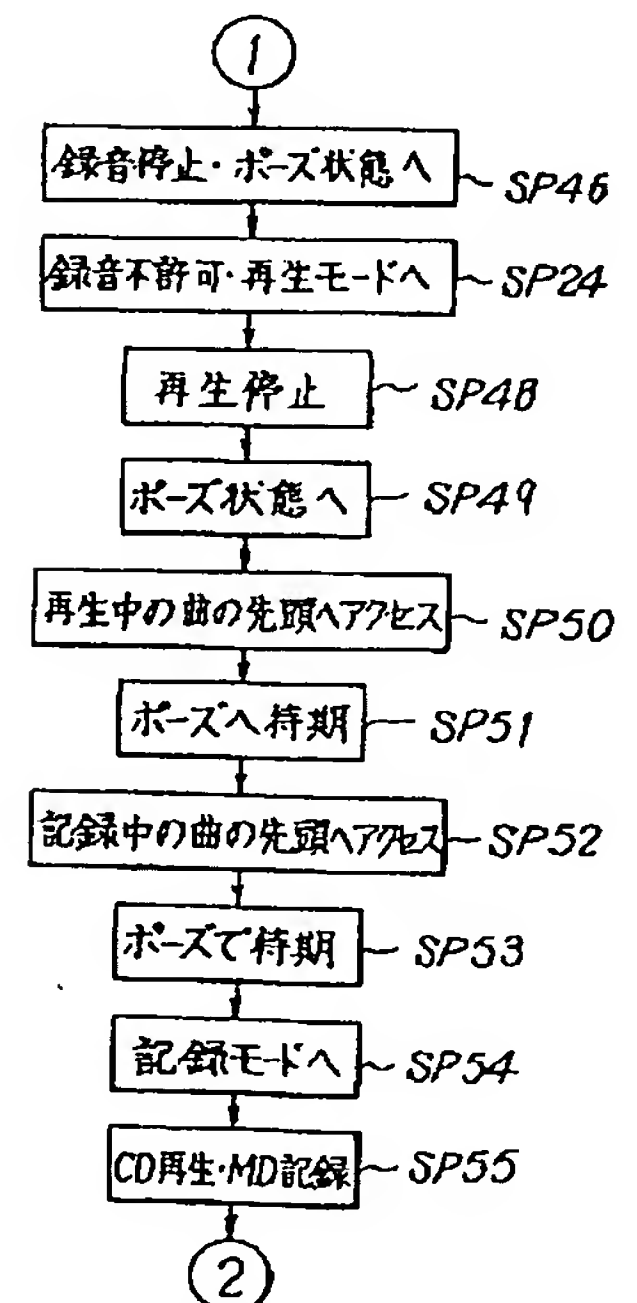 1
録音停止・ポーズ状態へ SP46
録音不許可・再生モードへ SP24
再生停止 SP48
ポーズ状態へ SP49
再生中の曲の先頭へアクセス SP50
ポーズへ待期 SP51
記録中の曲の先頭へアクセス SP52
ポーズで待期 SP53
記録モードへ SP54
CD再生・MD記録 SP55
2